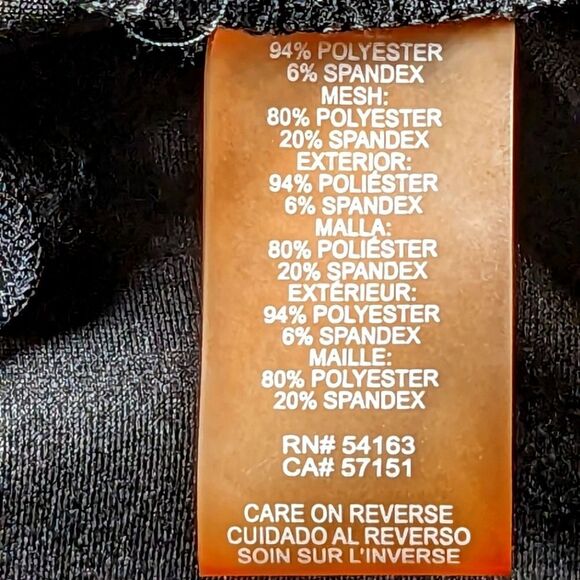 94% POLYESTER
6% SPANDEX
MESH:
80% POLYESTER
20% SPANDEX
EXTERIOR:
94% POLIÉSTER
6% SPANDEX
MALLA:
80% POLIÉSTER
20% SPANDEX
EXTÉRIEUR:
94% POLYESTER
6% SPANDEX
MAILLE:
80% POLYESTER
20% SPANDEX
RN# 54163
CA# 57151
CARE ON REVERSE
CUIDADO AL REVERSO
SOIN SUR L'INVERSE